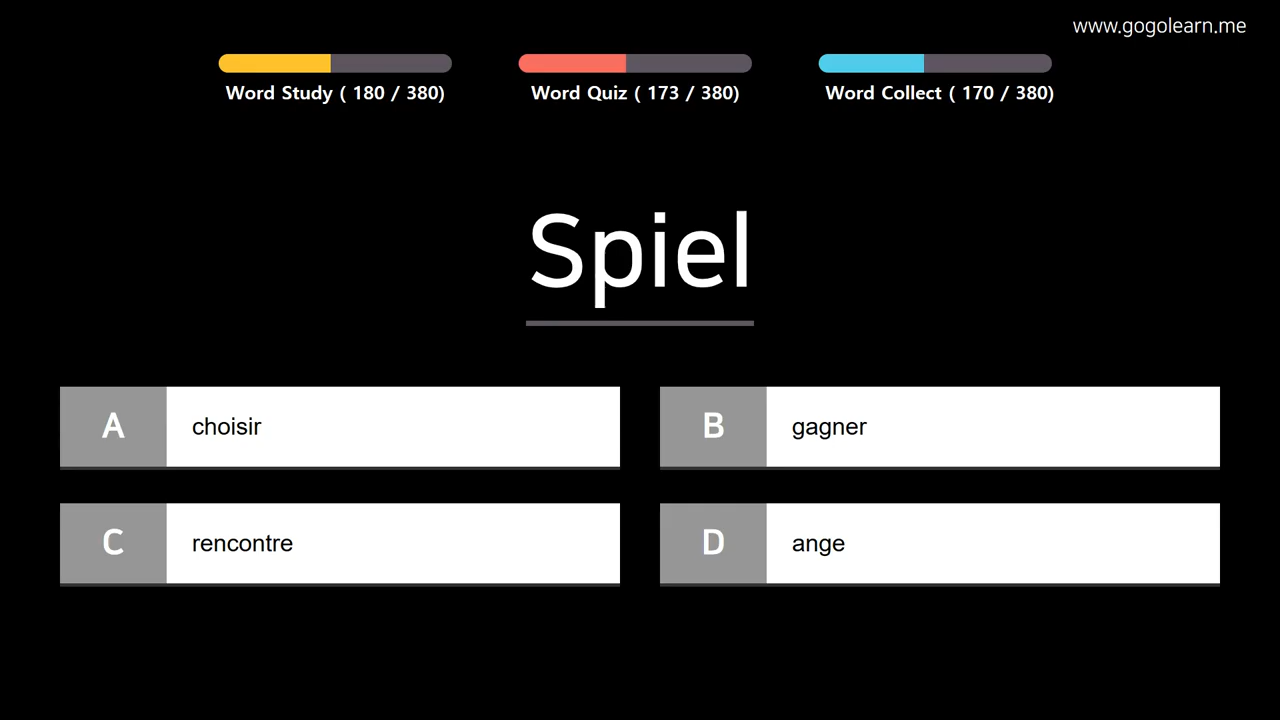 www.gogolearn.me
Word Study ( 180 / 380)
Word Quiz ( 173 / 380)
Word Collect ( 170 / 380)
Spiel
A
choisir
B
gagner
C
rencontre
D
ange